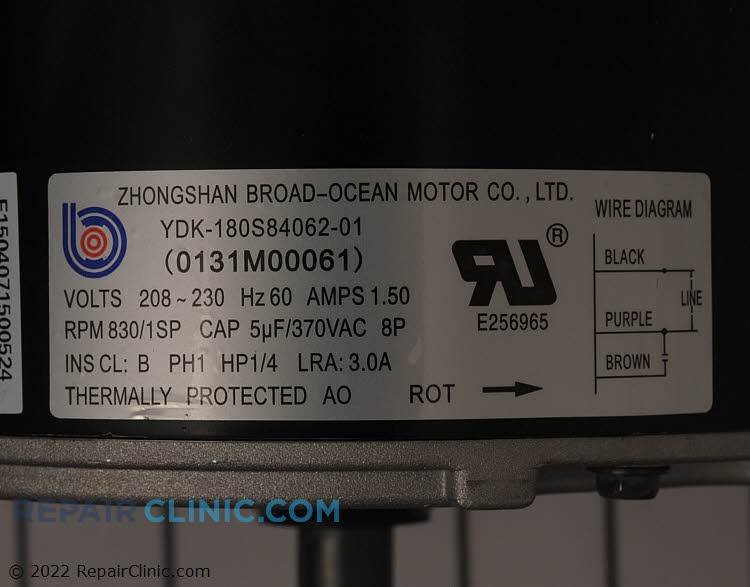 ZHONGSHAN BROAD-OCEAN MOTOR CO., LTD.
YDK-180S84062-01
(0131M00061)
VOLTS 208~230 Hz 60 AMPS 1.50
RPM 830/1SP CAP 5µF/370VAC 8P
INS CL: B PH1 HP1/4 LRA: 3.0A
THERMALLY PROTECTED AO ROT
RU®
E256965
WIRE DIAGRAM
BLACK
LINE
PURPLE
BROWN
E1504071500524
REPAIRCLINIC.COM
© 2022 RepairClinic.com